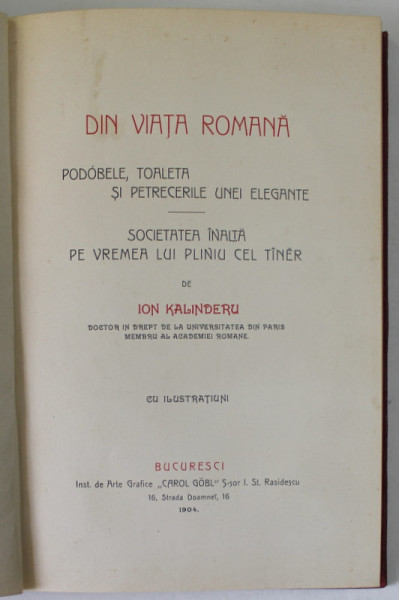 DIN VIAȚA ROMANĂ
PODÓBELE, TOALETA
ȘI PETRECERILE UNEI ELEGANTE
SOCIETATEA ÎNALTĂ
PE VREMEA LUI PLINIU CEL TÎNĔR
DE
ION KALINDERU
DOCTOR IN DREPT DE LA UNIVERSITATEA DIN PARIS
MEMBRU AL ACADEMIEI ROMANE.
CU ILUSTRAȚIUNI
BUCURESCI
Inst. de Arte Grafice „CAROL GÖBL" S-sor I. St. Rasidescu
16, Strada Doamneĭ, 16
1904.